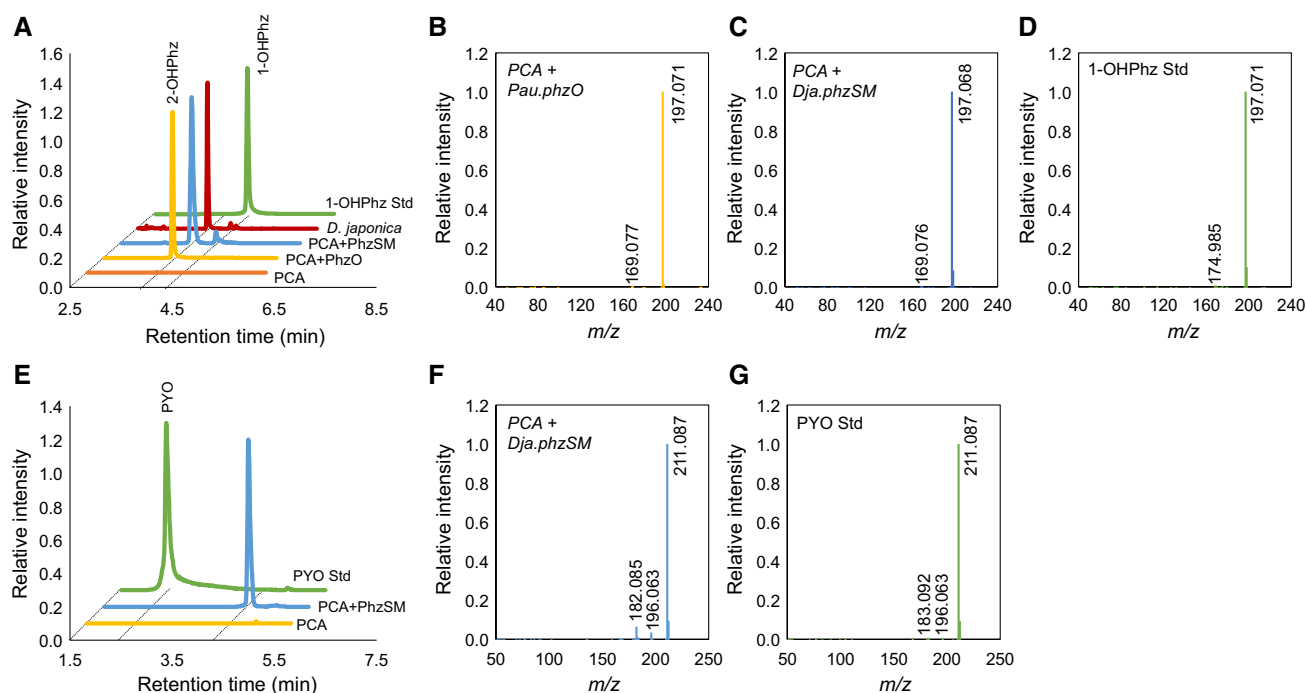 A
Relative intensity
1.6
1.4
1.2
1.0
0.8
0.6
0.4
0.2
0.0
2-OHPhz
1-OHPhz
1-OHPhz Std
D. japonica
PCA+PhzSM
PCA+PhzO
PCA
2.5 4.5 6.5 8.5
Retention time (min)
B
Relative intensity
1.2
1.0
0.8
0.6
0.4
0.2
0.0
PCA +
Pau.phzO
197.071
169.077
40 80 120 160 200 240
m/z
C
Relative intensity
1.2
1.0
0.8
0.6
0.4
0.2
0.0
PCA +
Dja.phzSM
197.068
169.076
40 80 120 160 200 240
m/z
D
Relative intensity
1.2
1.0
0.8
0.6
0.4
0.2
0.0
1-OHPhz Std
197.071
174.985
40 80 120 160 200 240
m/z
E
Relative intensity
1.4
1.2
1.0
0.8
0.6
0.4
0.2
0.0
PYO
PYO Std
PCA+PhzSM
PCA
1.5 3.5 5.5 7.5
Retention time (min)
F
Relative intensity
1.2
1.0
0.8
0.6
0.4
0.2
0.0
PCA +
Dja.phzSM
211.087
182.085
196.063
50 100 150 200 250
m/z
G
Relative intensity
1.2
1.0
0.8
0.6
0.4
0.2
0.0
PYO Std
211.087
183.092
196.063
50 100 150 200 250
m/z